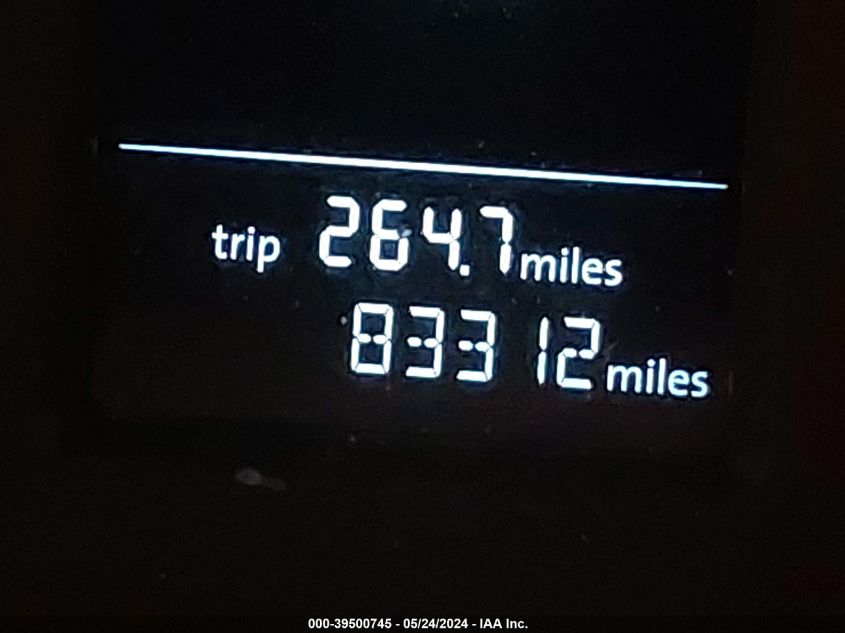 trip 264.7 miles
83312 miles
000-39500745 - 05/24/2024 - IAA Inc.